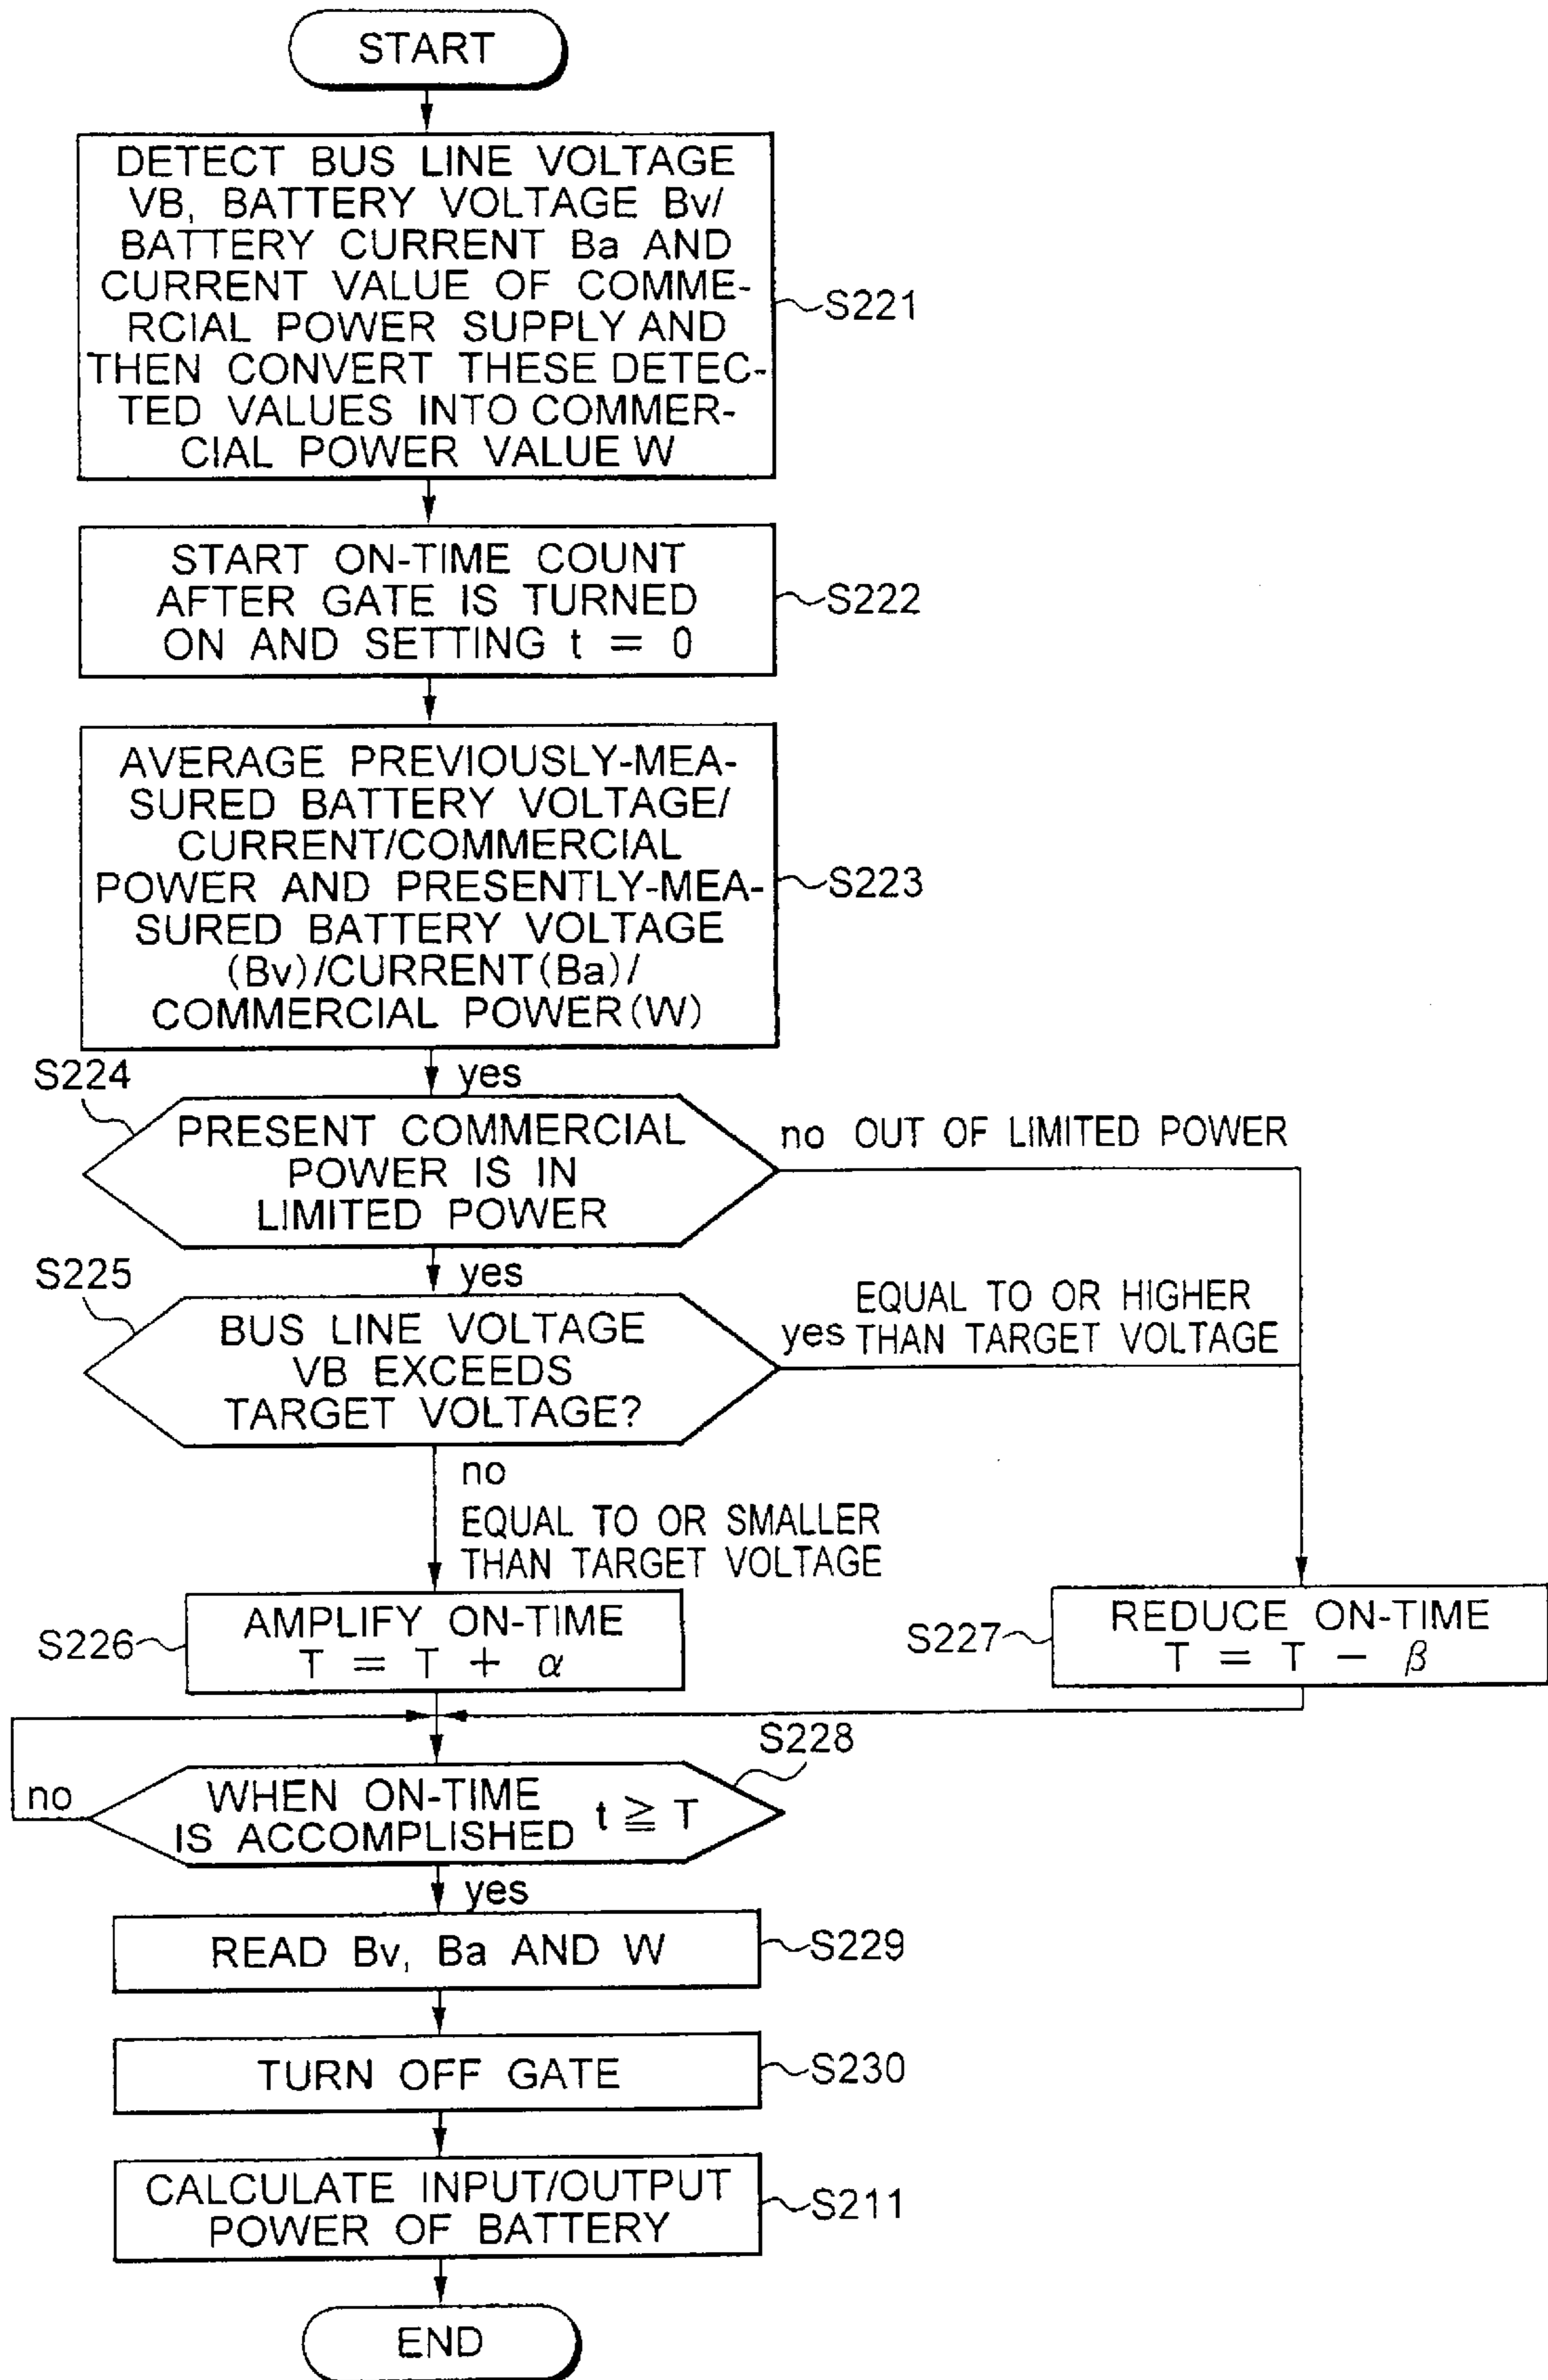 START
DETECT BUS LINE VOLTAGE
VB, BATTERY VOLTAGE Bv/
BATTERY CURRENT Ba AND
CURRENT VALUE OF COMME-
RCIAL POWER SUPPLY AND
THEN CONVERT THESE DETEC-
TED VALUES INTO COMMER-
CIAL POWER VALUE W
S221
START ON-TIME COUNT
AFTER GATE IS TURNED
ON AND SETTING t = 0
S222
AVERAGE PREVIOUSLY-MEA-
SURED BATTERY VOLTAGE/
CURRENT/COMMERCIAL
POWER AND PRESENTLY-MEA-
SURED BATTERY VOLTAGE
(Bv)/CURRENT(Ba)/
COMMERCIAL POWER(W)
S223
yes
S224
PRESENT COMMERCIAL
POWER IS IN
LIMITED POWER
no OUT OF LIMITED POWER
yes
S225
BUS LINE VOLTAGE
VB EXCEEDS
TARGET VOLTAGE?
EQUAL TO OR HIGHER
yes THAN TARGET VOLTAGE
no
EQUAL TO OR SMALLER
THAN TARGET VOLTAGE
S226
AMPLIFY ON-TIME
T = T + α
S227
REDUCE ON-TIME
T = T - β
S228
no
WHEN ON-TIME
IS ACCOMPLISHED t ≧ T
yes
READ Bv, Ba AND W
S229
TURN OFF GATE
S230
CALCULATE INPUT/OUTPUT
POWER OF BATTERY
S211
END